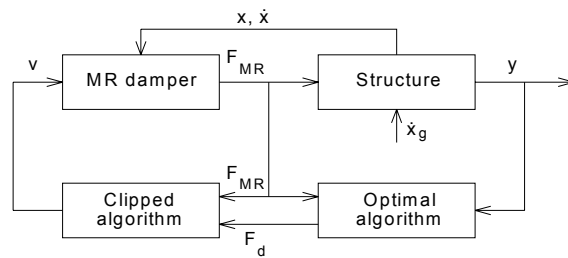 x, ẋ
v
MR damper
F_MR
Structure
y
ẋ_g
F_MR
Clipped
algorithm
Optimal
algorithm
F_d